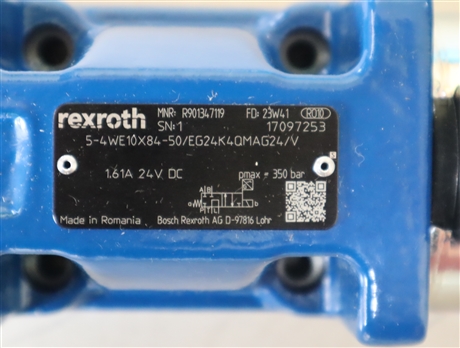 rexroth MNR: R901347119 FD: 23W41 RO10
SN: 1 17097253
5-4WE10X84-50/EG24K4QMAG24/V
1.61A 24V DC pmax = 350 bar
Made in Romania Bosch Rexroth AG D-97816 Lohr